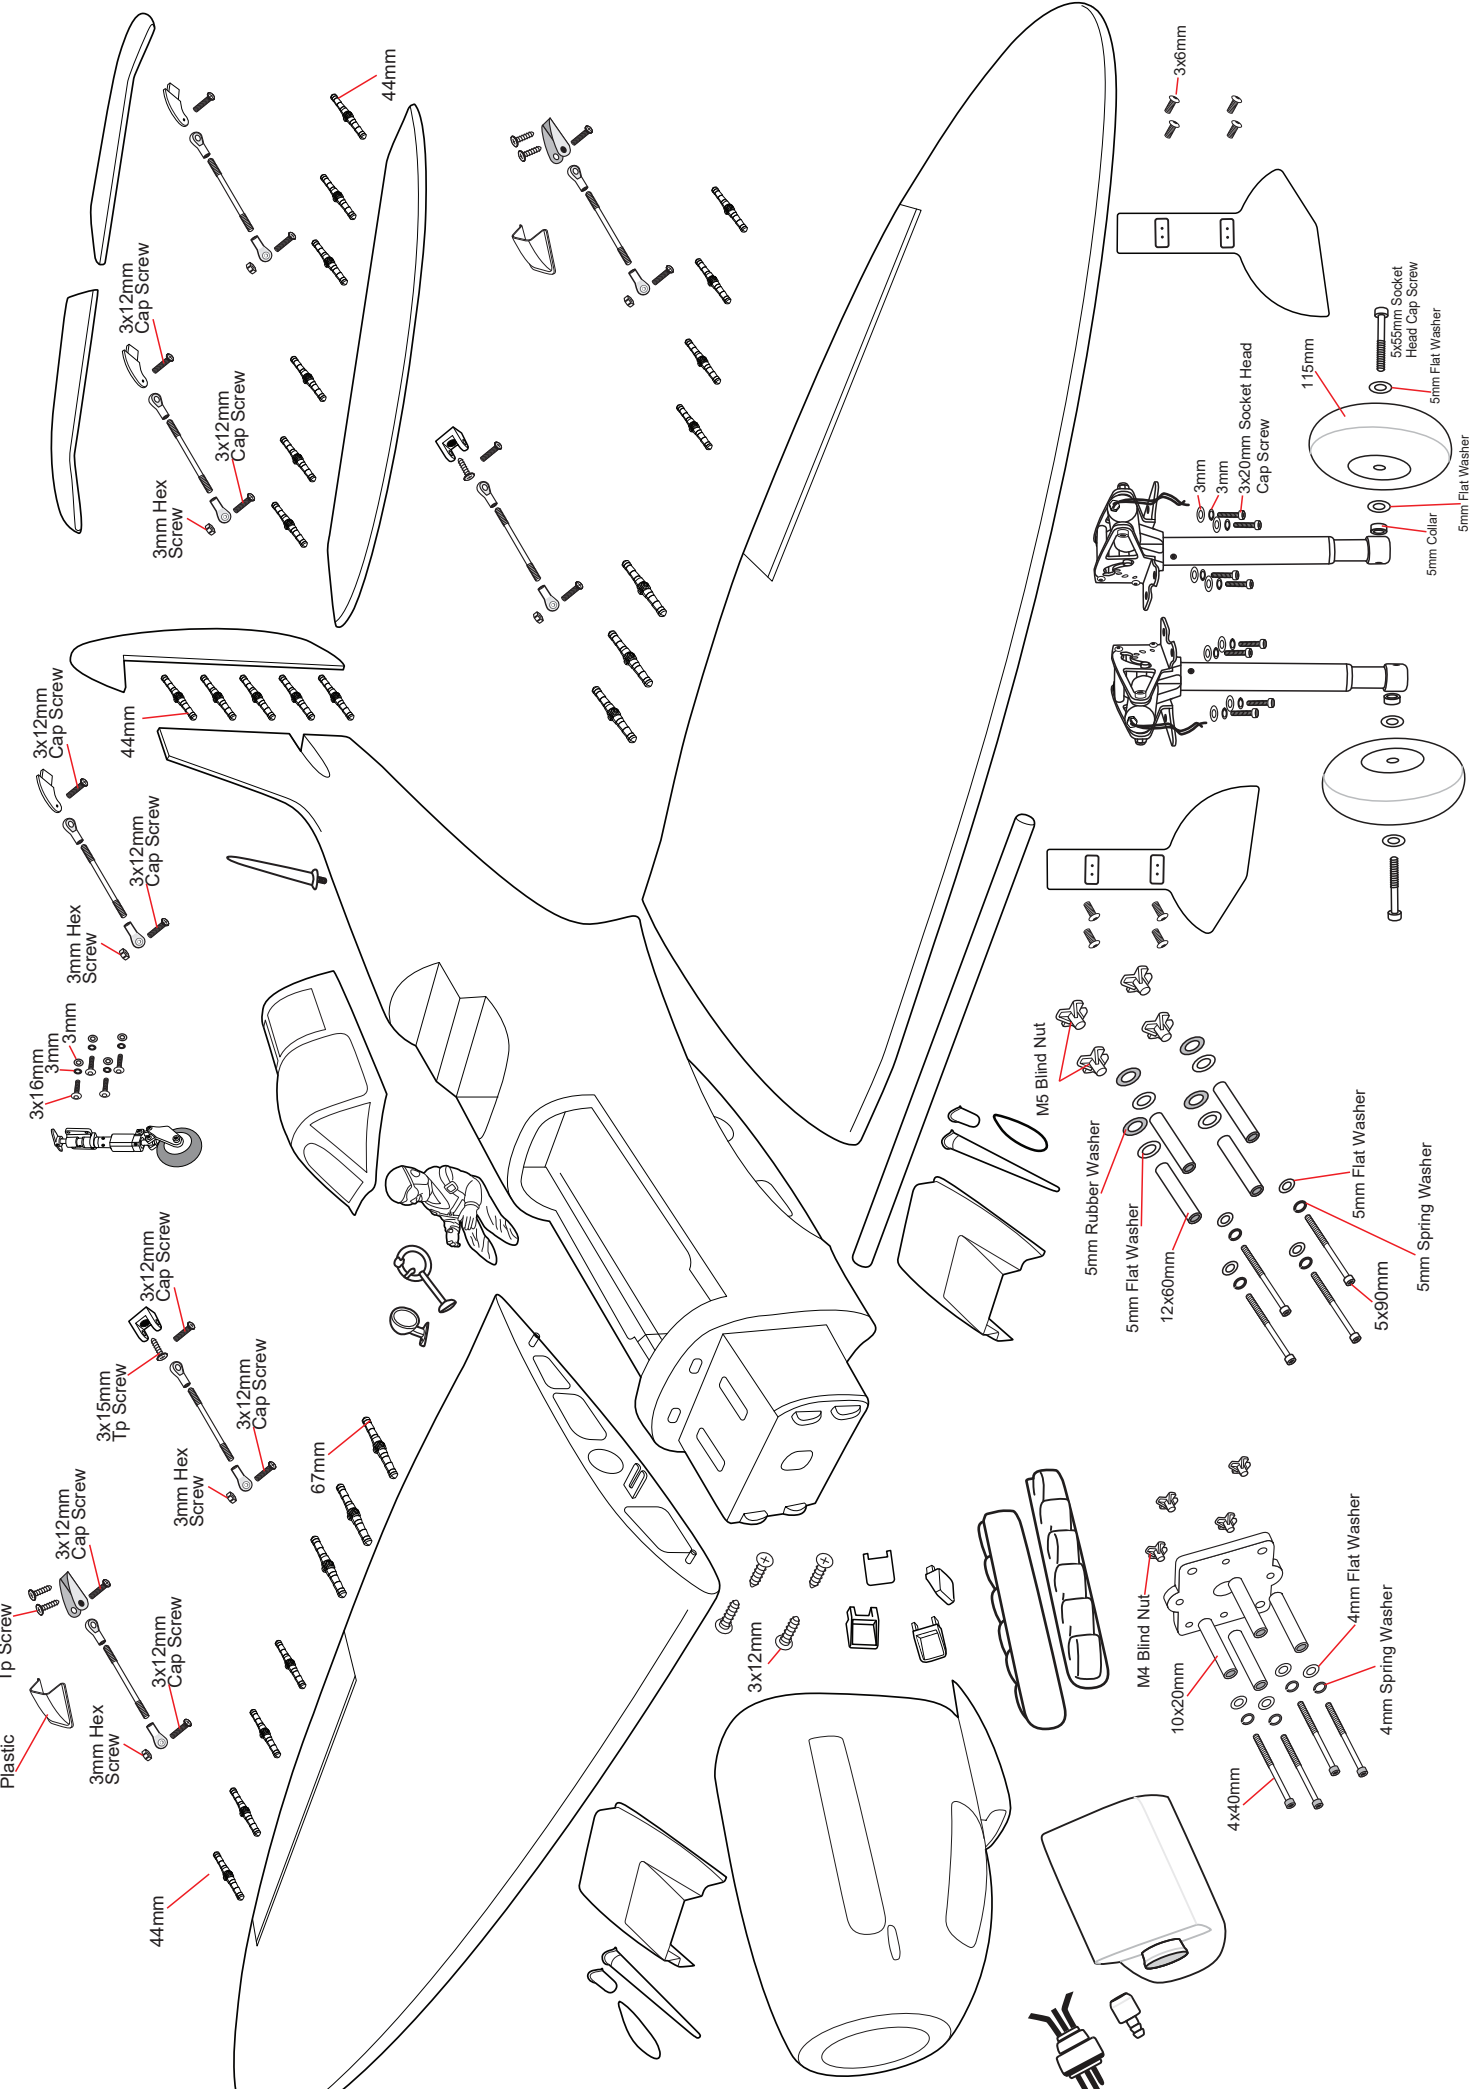 44mm
3x6mm
3x12mm
Cap Screw
3x12mm
Cap Screw
3mm Hex
Screw
5x55mm Socket
Head Cap Screw
5mm Flat Washer
115mm
3x20mm Socket Head
Cap Screw
3mm
3mm
5mm Flat Washer
5mm Collar
3x12mm
Cap Screw
44mm
3x12mm
Cap Screw
3mm Hex
Screw
3x16mm
3mm
3mm
M5 Blind Nut
5mm Rubber Washer
5mm Flat Washer
12x60mm
5mm Flat Washer
5mm Spring Washer
5x90mm
3x12mm
Cap Screw
3x15mm
Tp Screw
3x12mm
Cap Screw
3mm Hex
Screw
67mm
3x12mm
Cap Screw
Tp Screw
3x12mm
Cap Screw
Plastic
3mm Hex
Screw
44mm
3x12mm
M4 Blind Nut
10x20mm
4mm Flat Washer
4mm Spring Washer
4x40mm